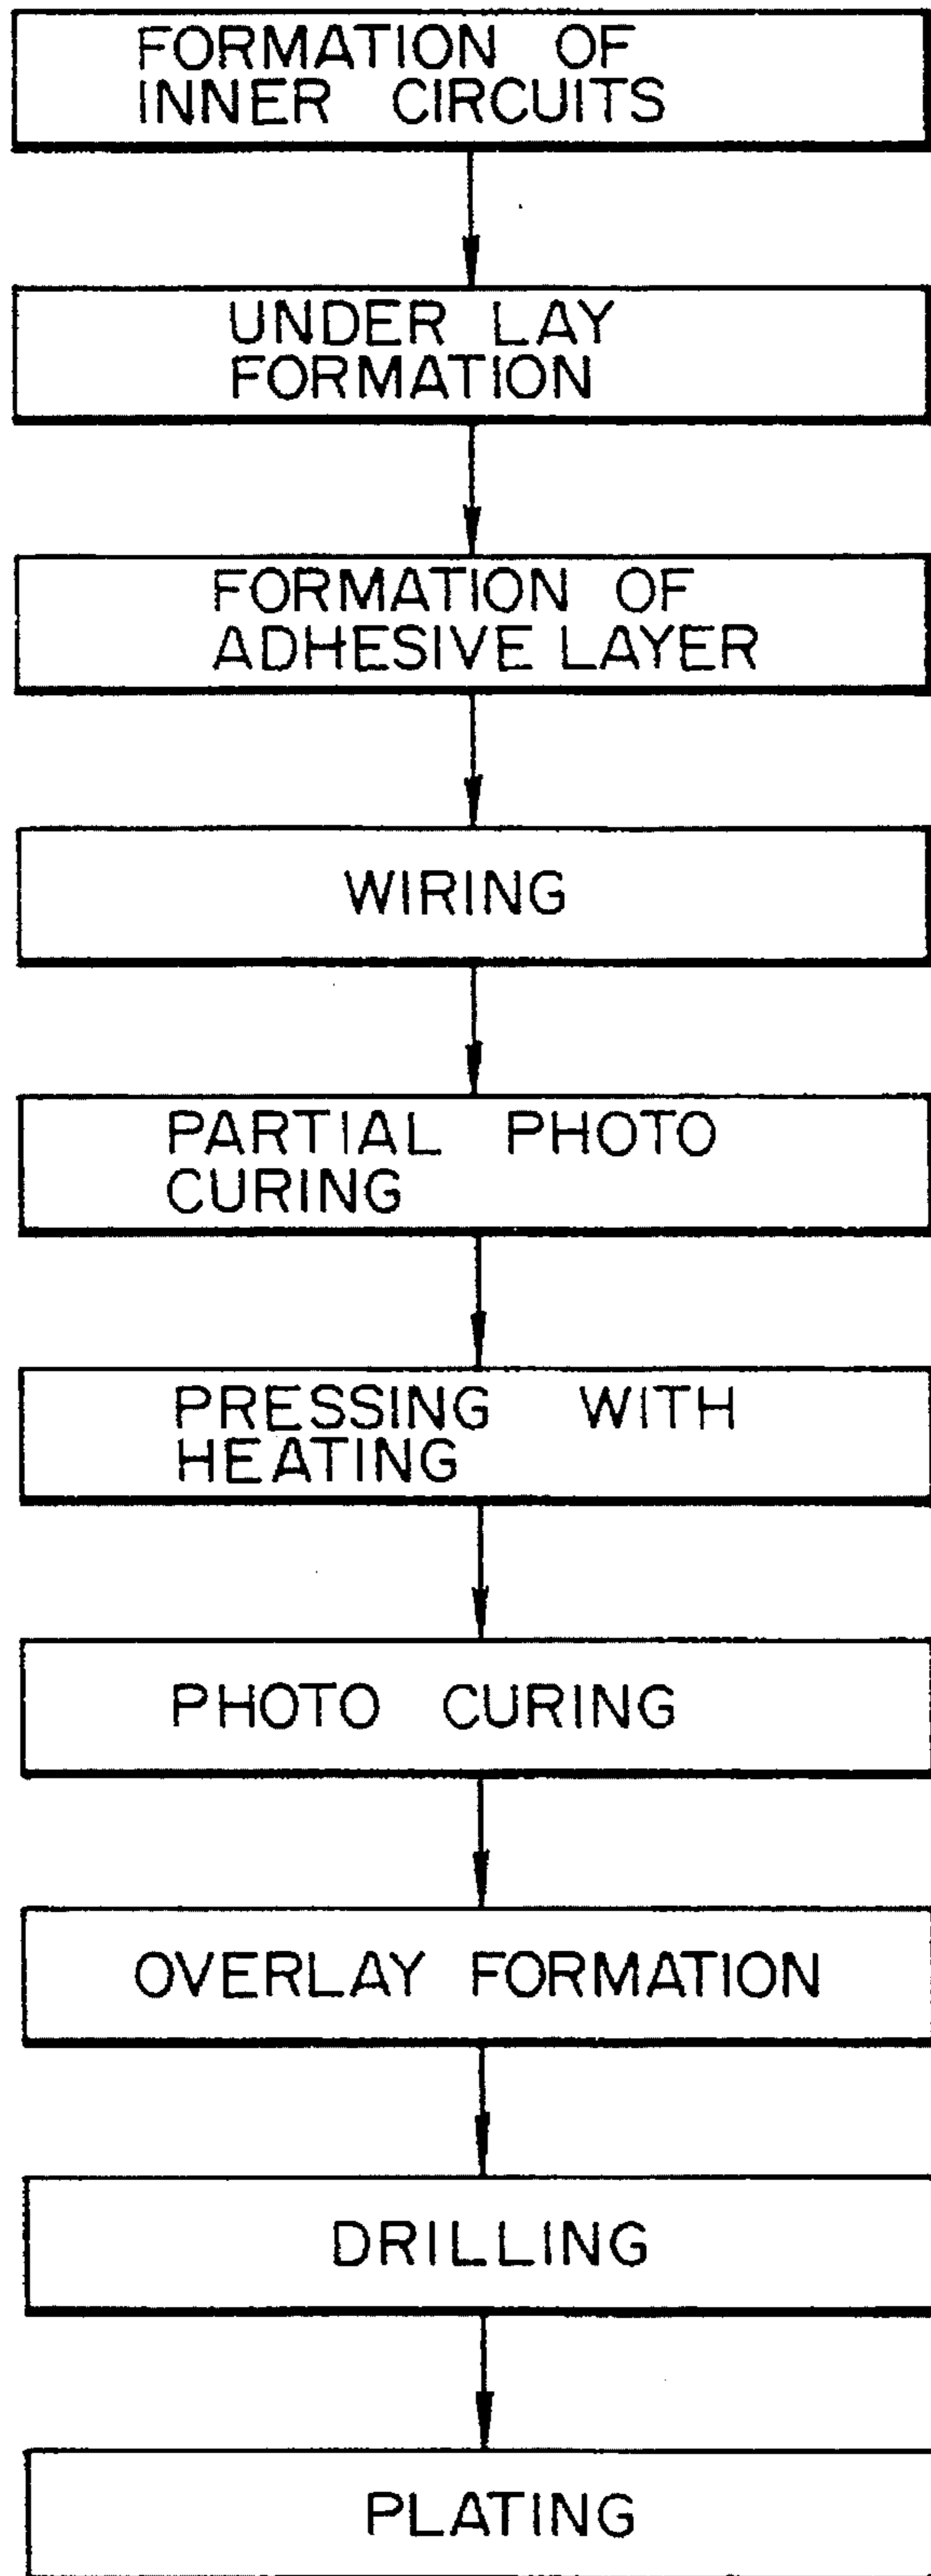 FORMATION OF
INNER CIRCUITS
UNDER LAY
FORMATION
FORMATION OF
ADHESIVE LAYER
WIRING
PARTIAL PHOTO
CURING
PRESSING WITH
HEATING
PHOTO CURING
OVERLAY FORMATION
DRILLING
PLATING